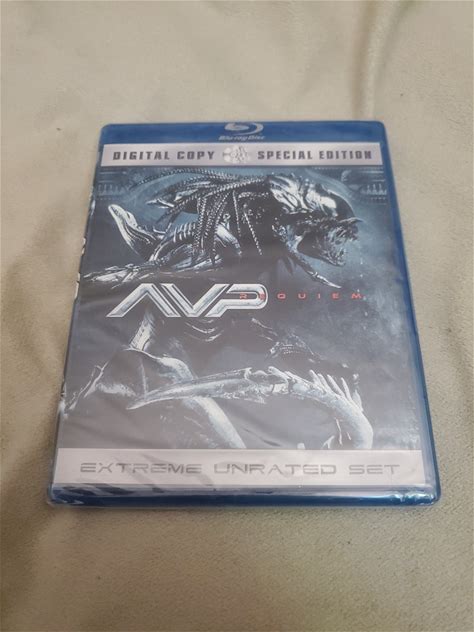 Blu-ray Disc
DIGITAL COPY SPECIAL EDITION
AVP
REQUIEM
EXTREME UNRATED SET